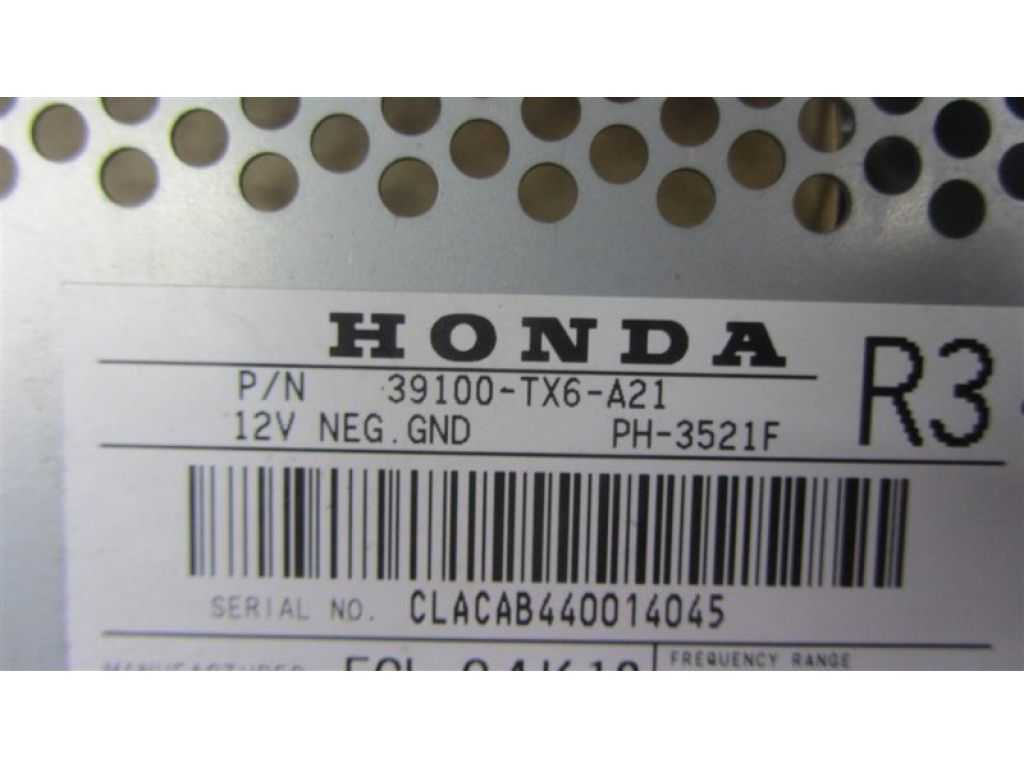 HONDA
R3
P/N 39100-TX6-A21
12V NEG.GND PH-3521F
SERIAL NO. CLACAB440014045
FREQUENCY RANGE